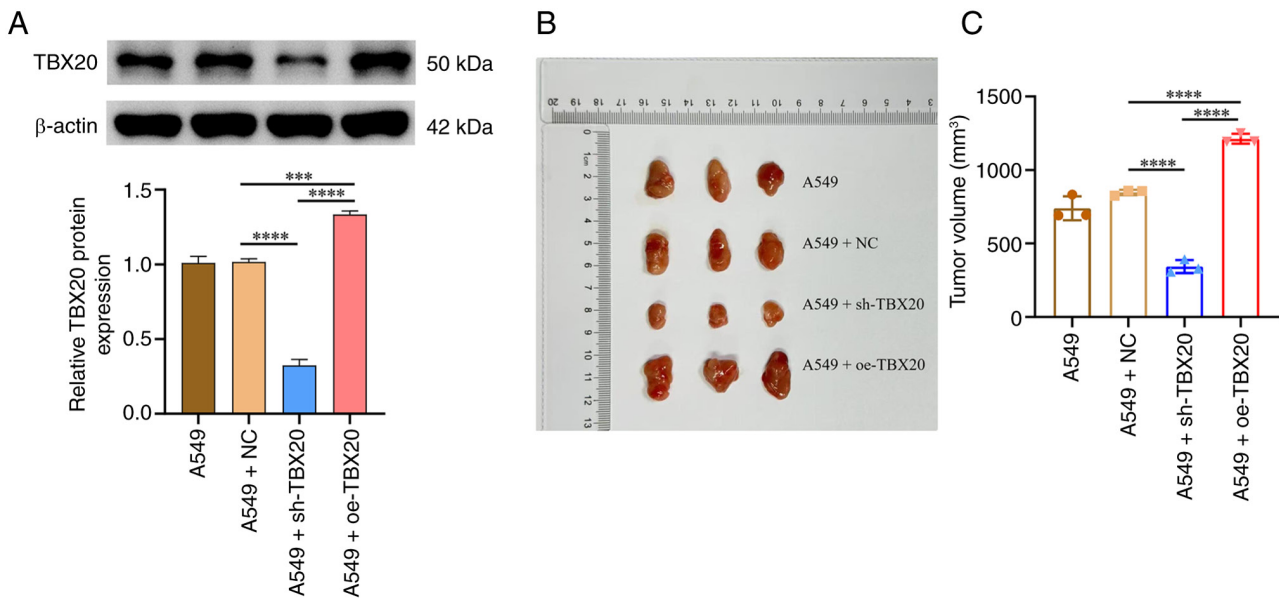 A
TBX20
50 kDa
β-actin
42 kDa
Relative TBX20 protein
expression
1.5
1.0
0.5
0.0
***
****
****
A549
A549 + NC
A549 + sh-TBX20
A549 + oe-TBX20
B
20 19 18 17 16 15 14 13 12 11 10 9 8 7 6 5 4 3
0
1cm
2
3
4
5
6
7
8
9
10
11
12
13
A549
A549 + NC
A549 + sh-TBX20
A549 + oe-TBX20
C
Tumor volume (mm³)
1500
1000
500
0
****
****
****
A549
A549 + NC
A549 + sh-TBX20
A549 + oe-TBX20